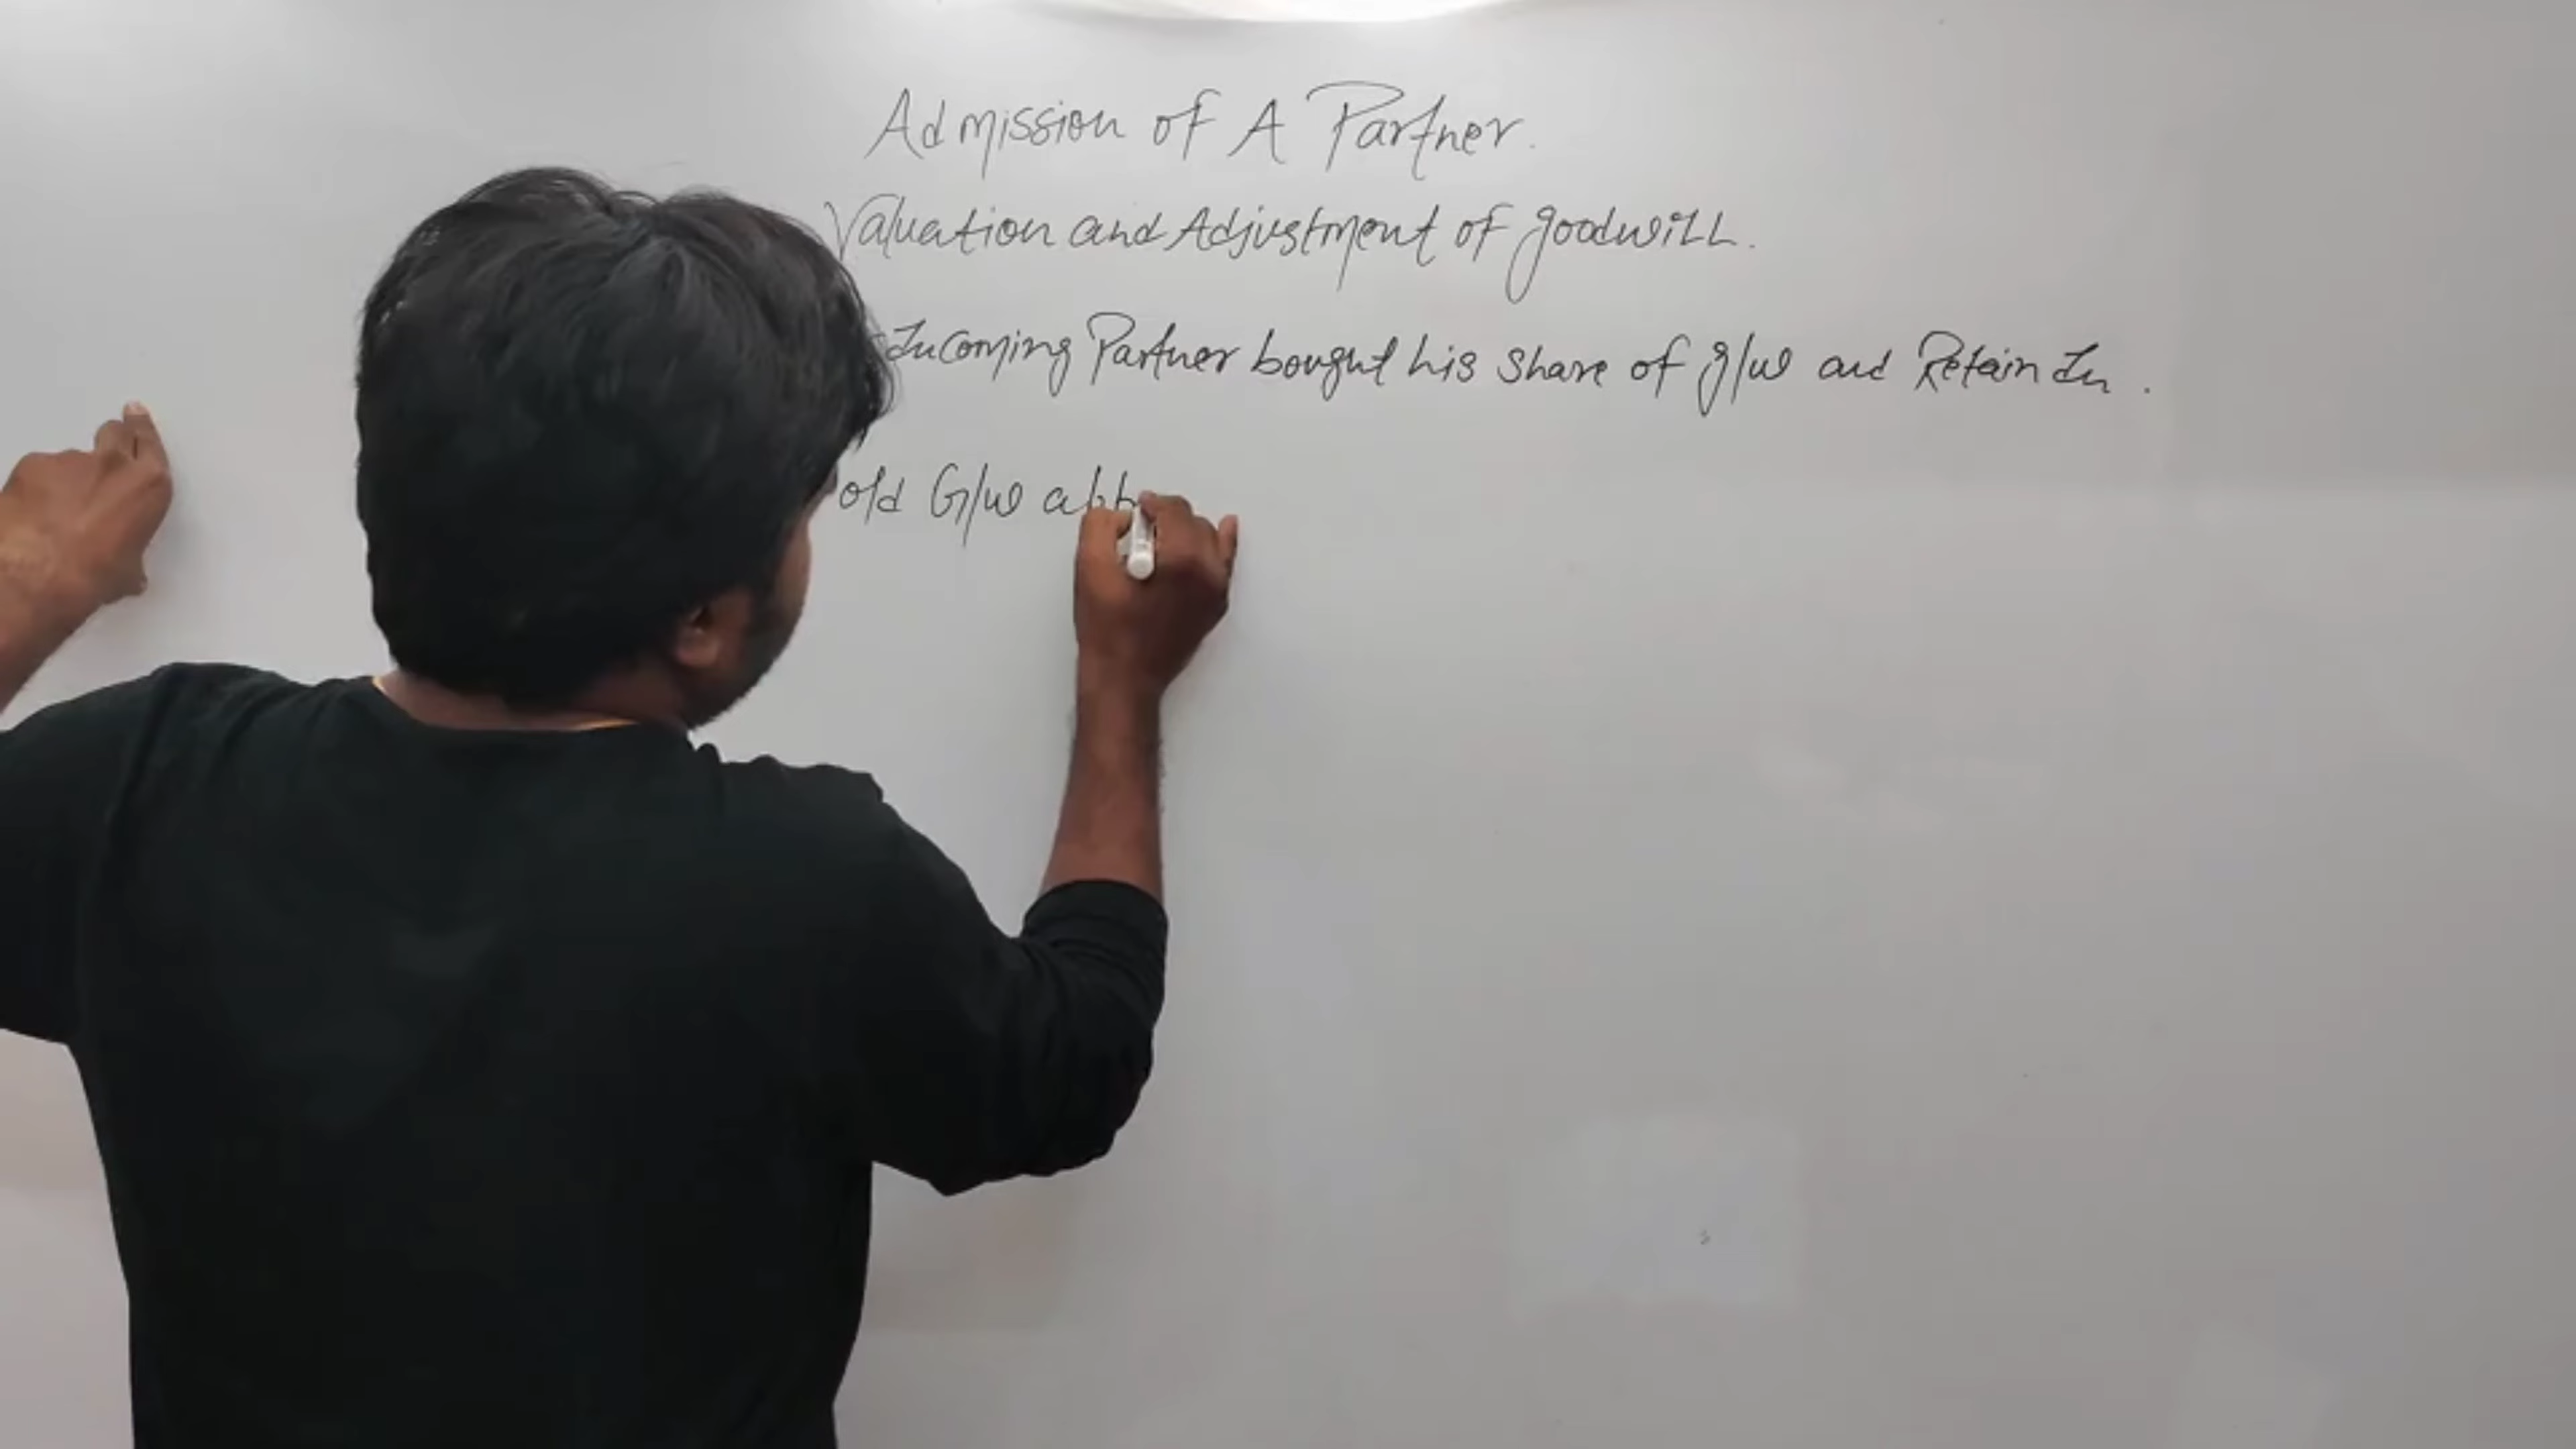 Admission of A Partner.
Valuation and Adjustment of goodwill.
Incoming Partner bought his share of g/w and Retain In.
old G/w